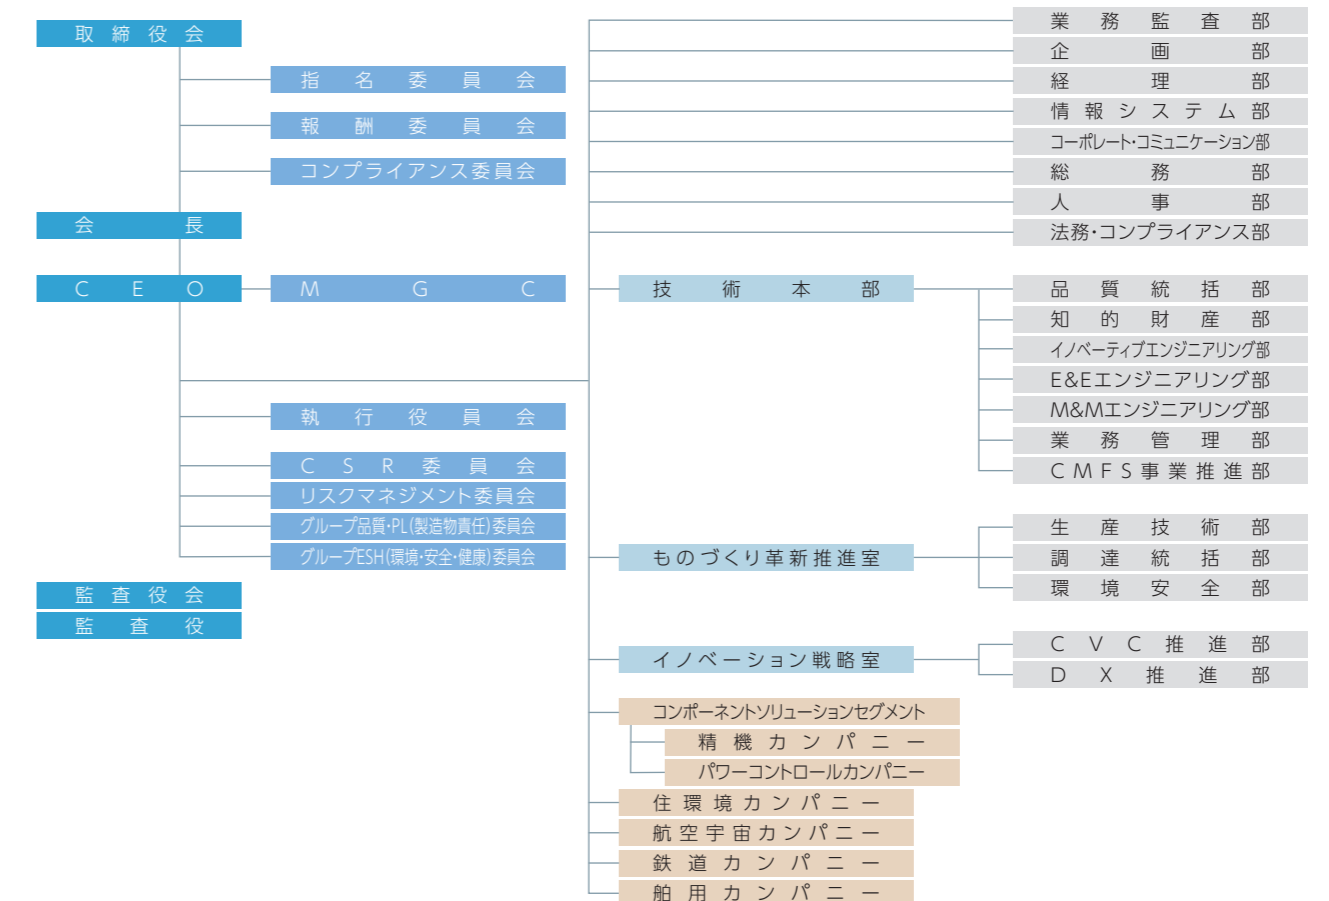 取締役会
指名委員会
報酬委員会
コンプライアンス委員会
会長
CEO
MGC
執行役員会
CSR委員会
リスクマネジメント委員会
グループ品質・PL(製造物責任)委員会
グループESH(環境・安全・健康)委員会
監査役会
監査役
業務監査部
企画部
経理部
情報システム部
コーポレート・コミュニケーション部
総務部
人事部
法務・コンプライアンス部
技術本部
品質統括部
知的財産部
イノベーティブエンジニアリング部
E&Eエンジニアリング部
M&Mエンジニアリング部
業務管理部
CMFS事業推進部
ものづくり革新推進室
生産技術部
調達統括部
環境安全部
イノベーション戦略室
CVC推進部
DX推進部
コンポーネントソリューションセグメント
精機カンパニー
パワーコントロールカンパニー
住環境カンパニー
航空宇宙カンパニー
鉄道カンパニー
舶用カンパニー